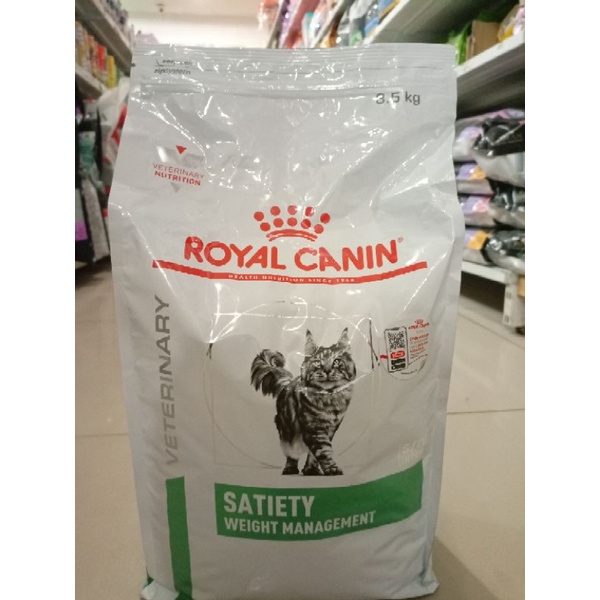 3.5 kg
VETERINARY
NUTRITION
ROYAL CANIN
HEALTH NUTRITION SINCE 1968
VETERINARY
SATIETY
WEIGHT MANAGEMENT